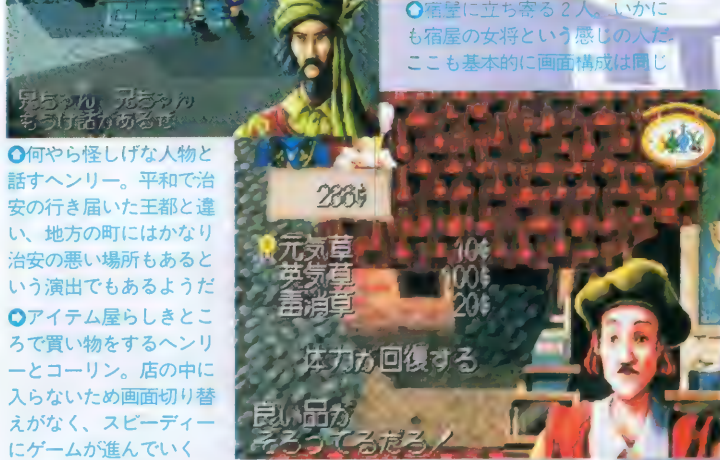 兄ちゃん、兄ちゃん
もうけ話があるぜ
宿屋に立ち寄る2人。いかに
も宿屋の女将という感じの人だ
ここも基本的に画面構成は同じ
何やら怪しげな人物と
話すヘンリー。平和で治
安の行き届いた王都と違
い、地方の町にはかなり
治安の悪い場所もあると
いう演出でもあるようだ
アイテム屋らしきとこ
ろで買い物をするヘンリ
ーとコーリン。店の中に
入らないため画面切り替
えがなく、スピーディー
にゲームが進んでいく
元気草 10
英気草 100
毒消草 20
体力が回復する
良い品が
そろってるだろ!